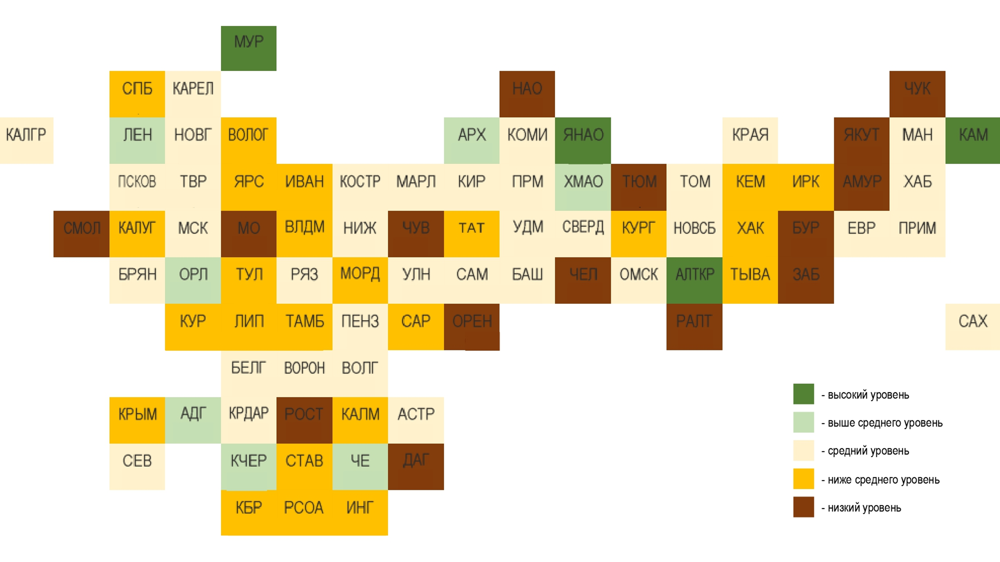 МУР
СПБ КАРЕЛ НАО ЧУК
КАЛГР ЛЕН НОВГ ВОЛОГ АРХ КОМИ ЯНАО КРАЯ ЯКУТ МАН КАМ
ПСКОВ ТВР ЯРС ИВАН КОСТР МАРЛ КИР ПРМ ХМАО ТЮМ ТОМ КЕМ ИРК АМУР ХАБ
СМОЛ КАЛУГ МСК МО ВЛДМ НИЖ ЧУВ ТАТ УДМ СВЕРД КУРГ НОВСБ ХАК БУР ЕВР ПРИМ
БРЯН ОРЛ ТУЛ РЯЗ МОРД УЛН САМ БАШ ЧЕЛ ОМСК АЛТКР ТЫВА ЗАБ
КУР ЛИП ТАМБ ПЕНЗ САР ОРЕН РАЛТ САХ
БЕЛГ ВОРОН ВОЛГ
КРЫМ АДГ КРДАР РОСТ КАЛМ АСТР
СЕВ КЧЕР СТАВ ЧЕ ДАГ
КБР РСОА ИНГ
- высокий уровень
- выше среднего уровень
- средний уровень
- ниже среднего уровень
- низкий уровень